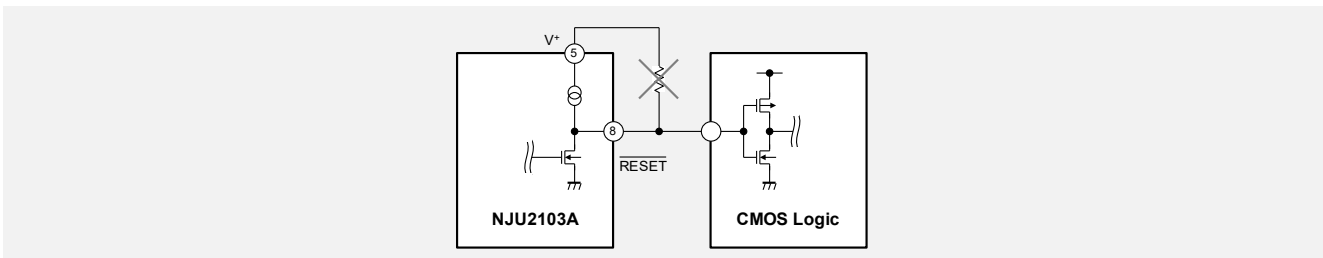 V⁺
5
8
RESET
NJU2103A
CMOS Logic